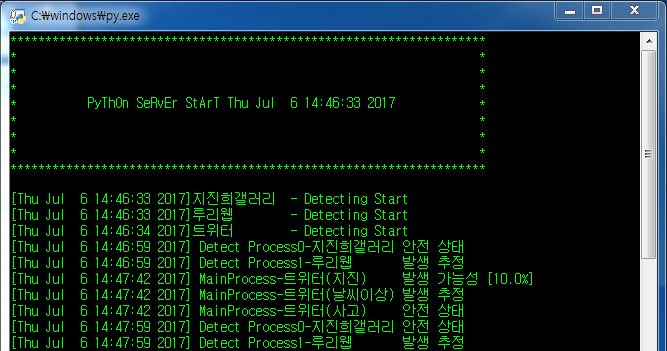 C:\windows\py.exe
***********************************************************
* *
* *
* *
* PyThOn SeRvEr StArT Thu Jul  6 14:46:33 2017 *
* *
* *
* *
***********************************************************
[Thu Jul  6 14:46:33 2017]지진희갤러리  - Detecting Start
[Thu Jul  6 14:46:33 2017]루리웹        - Detecting Start
[Thu Jul  6 14:46:34 2017]트위터        - Detecting Start
[Thu Jul  6 14:46:59 2017] Detect Process0-지진희갤러리 안전 상태
[Thu Jul  6 14:46:59 2017] Detect Process1-루리웹       발생 추정
[Thu Jul  6 14:47:42 2017] MainProcess-트위터(지진)     발생 가능성 [10.0%]
[Thu Jul  6 14:47:42 2017] MainProcess-트위터(날씨이상) 발생 추정
[Thu Jul  6 14:47:42 2017] MainProcess-트위터(사고)     안전 상태
[Thu Jul  6 14:47:59 2017] Detect Process0-지진희갤러리 안전 상태
[Thu Jul  6 14:47:59 2017] Detect Process1-루리웹       발생 추정